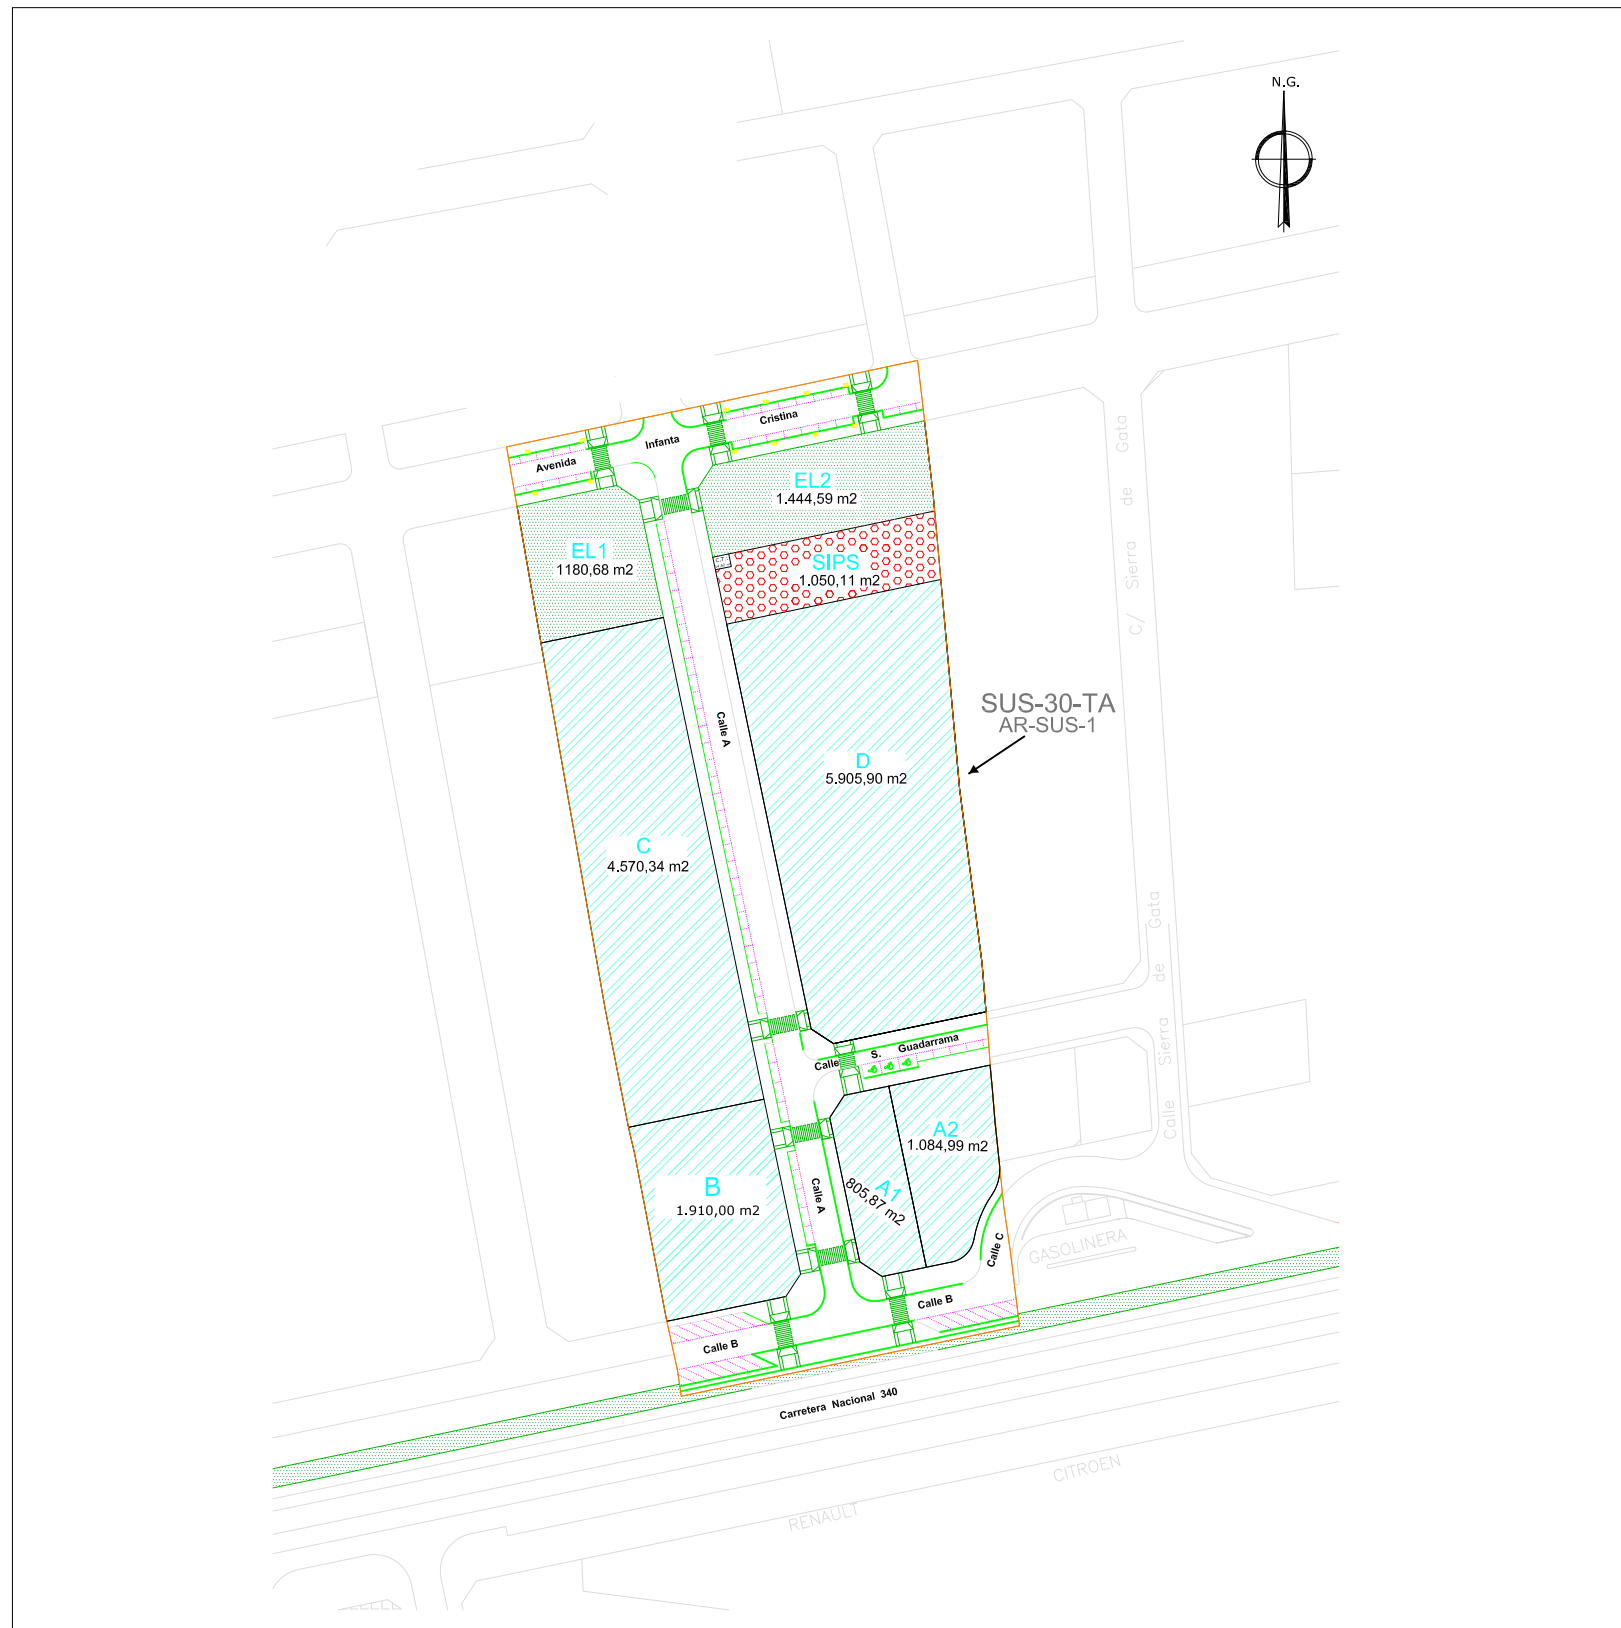 N.G.
Cristina
Infanta
Avenida
EL2
1.444,59 m2
EL1
1180,68 m2
SIPS
1.050,11 m2
C/ Sierra de Gata
SUS-30-TA
AR-SUS-1
Calle A
D
5.905,90 m2
C
4.570,34 m2
Calle Sierra de Gata
Calle S. Guadarrama
A2
1.084,99 m2
B
1.910,00 m2
A1
805,87 m2
Calle A
Calle C
GASOLINERA
Calle B
Calle B
Carretera Nacional 340
CITROEN
RENAULT